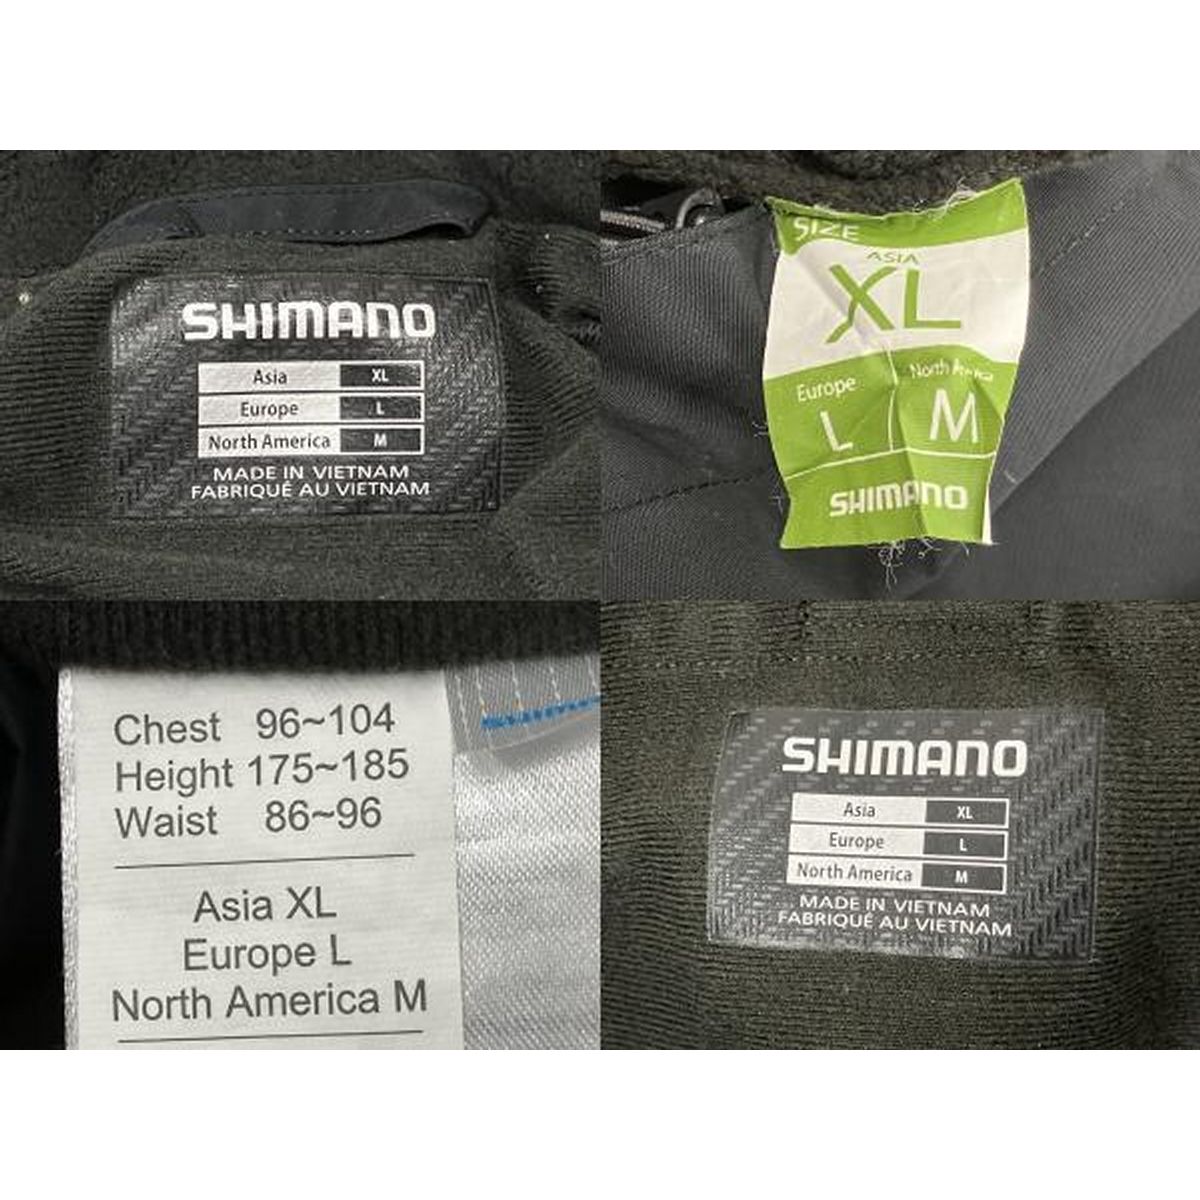 SHIMANO
Asia XL
Europe L
North America M
MADE IN VIETNAM
FABRIQUÉ AU VIETNAM
SIZE
ASIA
XL
Europe North America
L M
SHIMANO
Chest 96~104
Height 175~185
Waist 86~96
Asia XL
Europe L
North America M
SHIMANO
Asia XL
Europe L
North America M
MADE IN VIETNAM
FABRIQUÉ AU VIETNAM